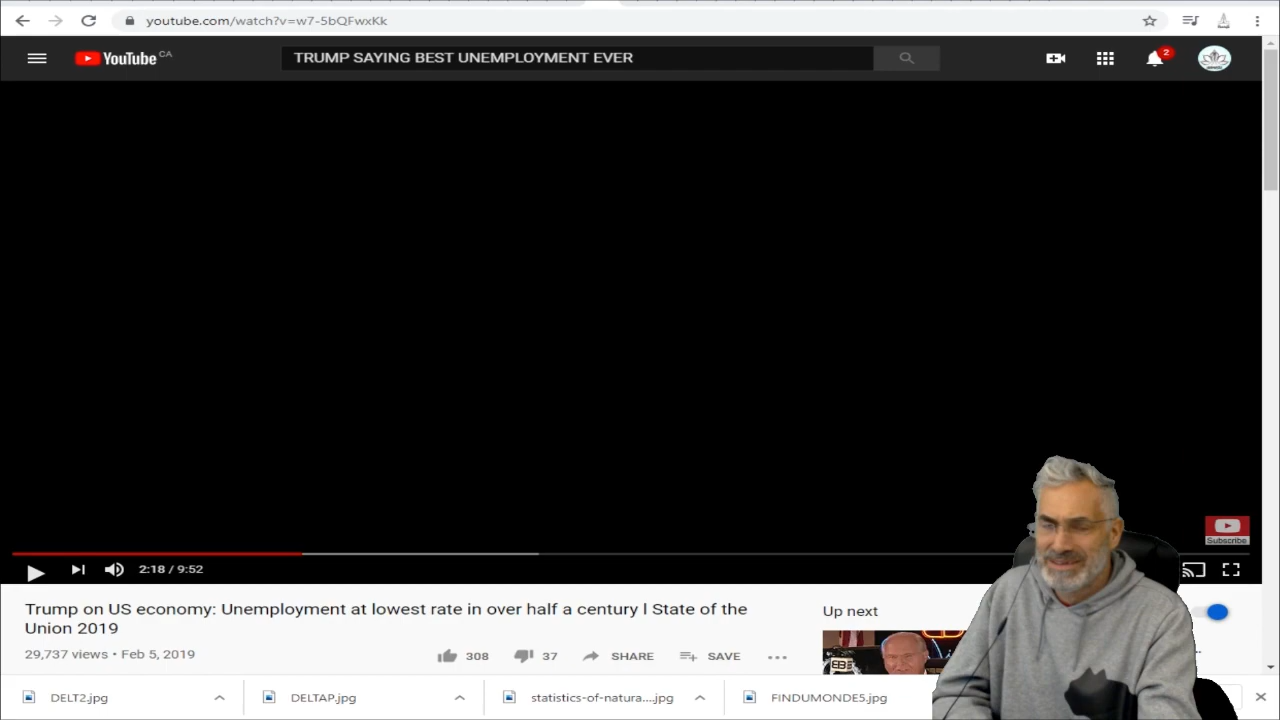 youtube.com/watch?v=w7-5bQFwxKk
YouTube CA
TRUMP SAYING BEST UNEMPLOYMENT EVER
2
Subscribe
2:18 / 9:52
Trump on US economy: Unemployment at lowest rate in over half a century l State of the
Union 2019
29,737 views • Feb 5, 2019
308
37
SHARE
SAVE
Up next
DELT2.jpg
DELTAP.jpg
statistics-of-natura....jpg
FiNDUMONDE5.jpg